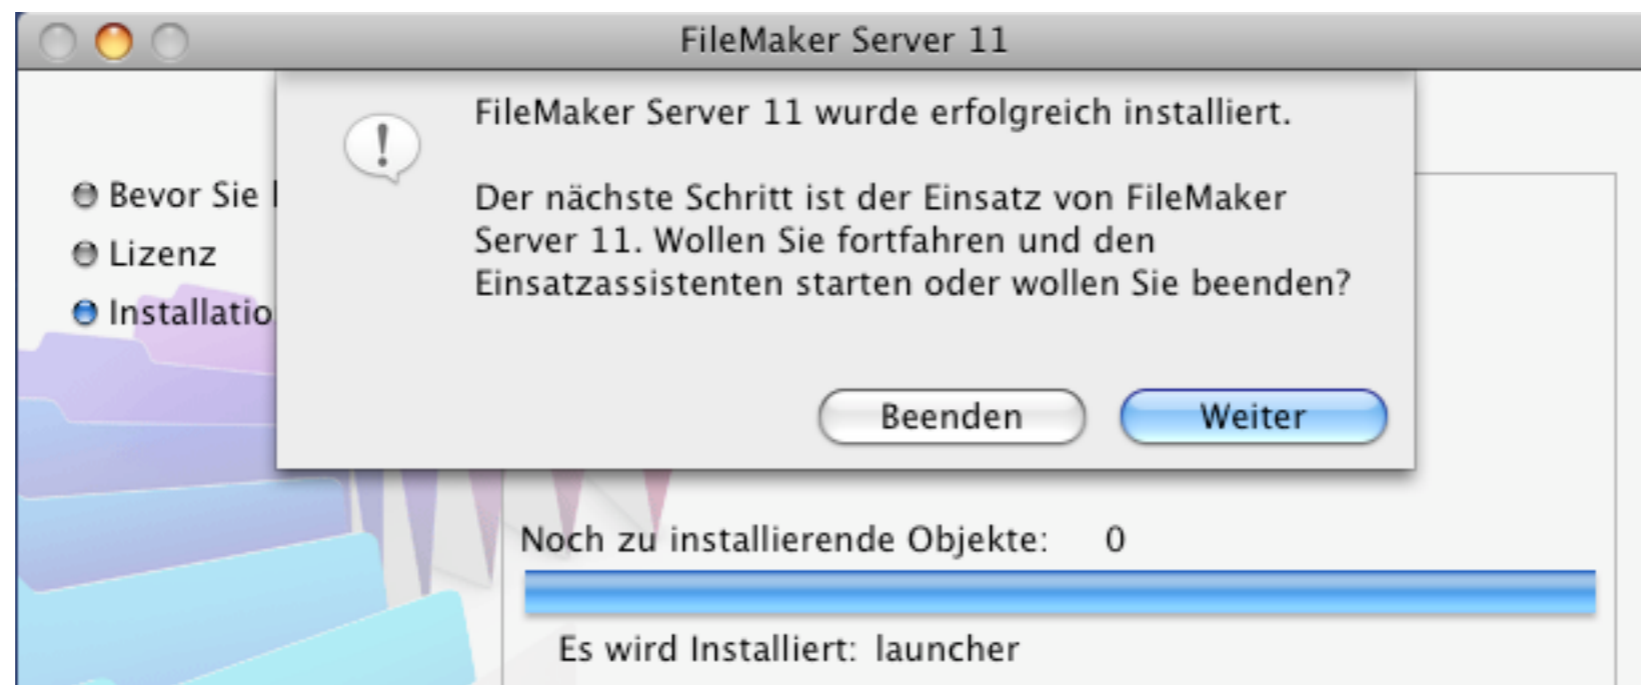 FileMaker Server 11
FileMaker Server 11 wurde erfolgreich installiert.
Der nächste Schritt ist der Einsatz von FileMaker
Server 11. Wollen Sie fortfahren und den
Einsatzassistenten starten oder wollen Sie beenden?
Beenden
Weiter
Bevor Sie
Lizenz
Installatio
Noch zu installierende Objekte: 0
Es wird Installiert: launcher